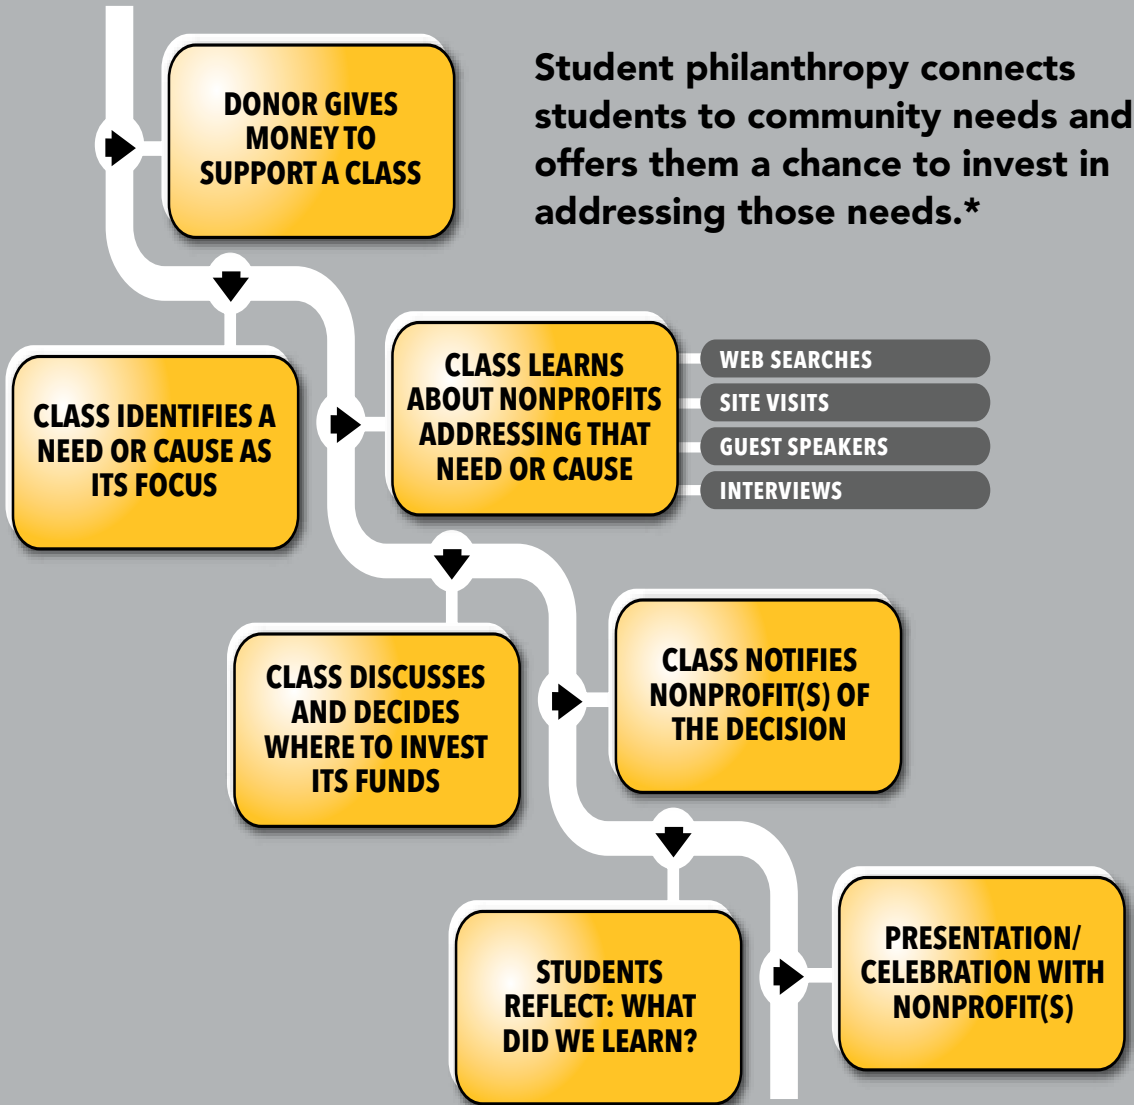 DONOR GIVES
MONEY TO
SUPPORT A CLASS
Student philanthropy connects
students to community needs and
offers them a chance to invest in
addressing those needs.*
CLASS IDENTIFIES A
NEED OR CAUSE AS
ITS FOCUS
CLASS LEARNS
ABOUT NONPROFITS
ADDRESSING THAT
NEED OR CAUSE
WEB SEARCHES
SITE VISITS
GUEST SPEAKERS
INTERVIEWS
CLASS DISCUSSES
AND DECIDES
WHERE TO INVEST
ITS FUNDS
CLASS NOTIFIES
NONPROFIT(S) OF
THE DECISION
STUDENTS
REFLECT: WHAT
DID WE LEARN?
PRESENTATION/
CELEBRATION WITH
NONPROFIT(S)